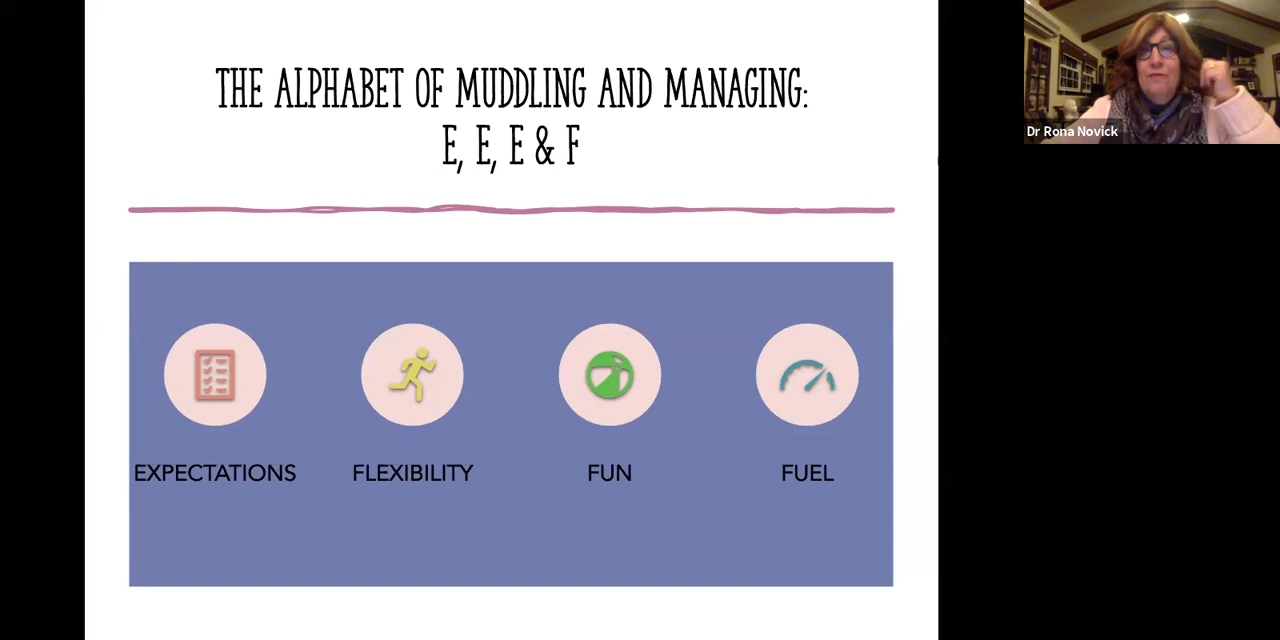 THE ALPHABET OF MUDDLING AND MANAGING:
E, E, E & F
Dr Rona Novick
EXPECTATIONS
FLEXIBILITY
FUN
FUEL